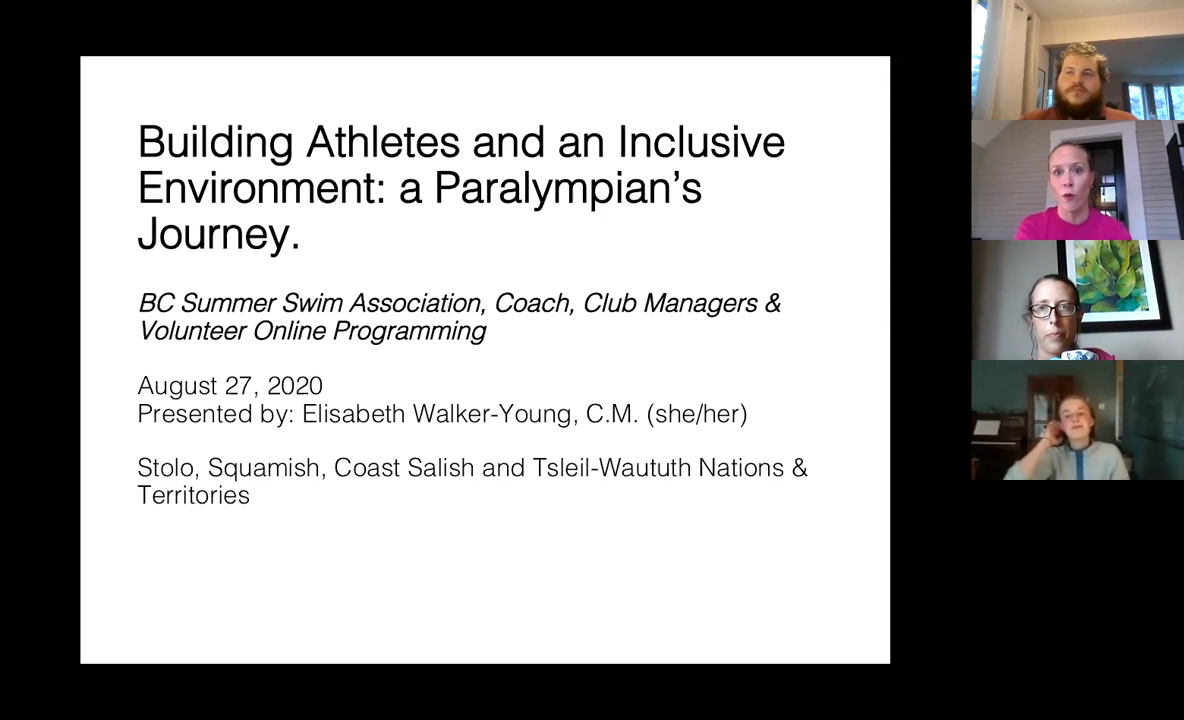 Building Athletes and an Inclusive
Environment: a Paralympian’s
Journey.
BC Summer Swim Association, Coach, Club Managers &
Volunteer Online Programming
August 27, 2020
Presented by: Elisabeth Walker-Young, C.M. (she/her)
Stolo, Squamish, Coast Salish and Tsleil-Waututh Nations &
Territories